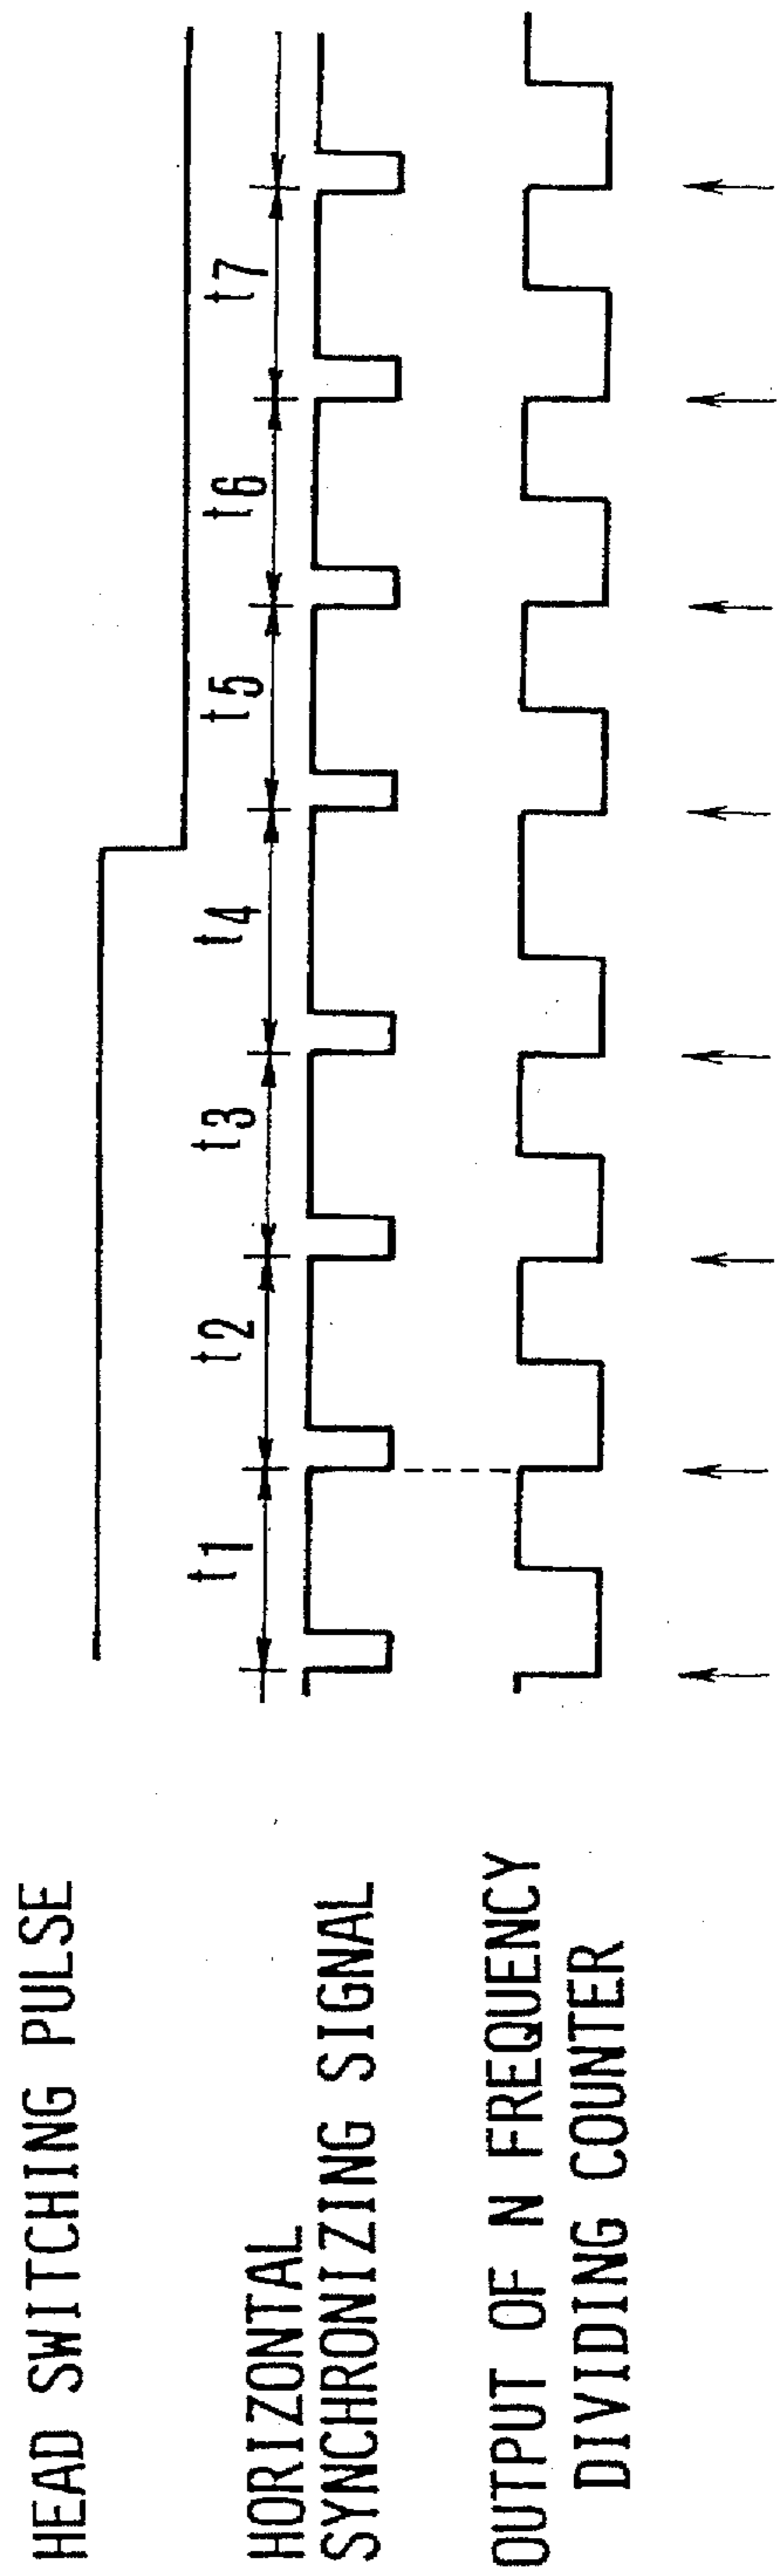 HEAD SWITCHING PULSE
t1 t2 t3 t4 t5 t6 t7
HORIZONTAL
SYNCHRONIZING SIGNAL
OUTPUT OF N FREQUENCY
DIVIDING COUNTER